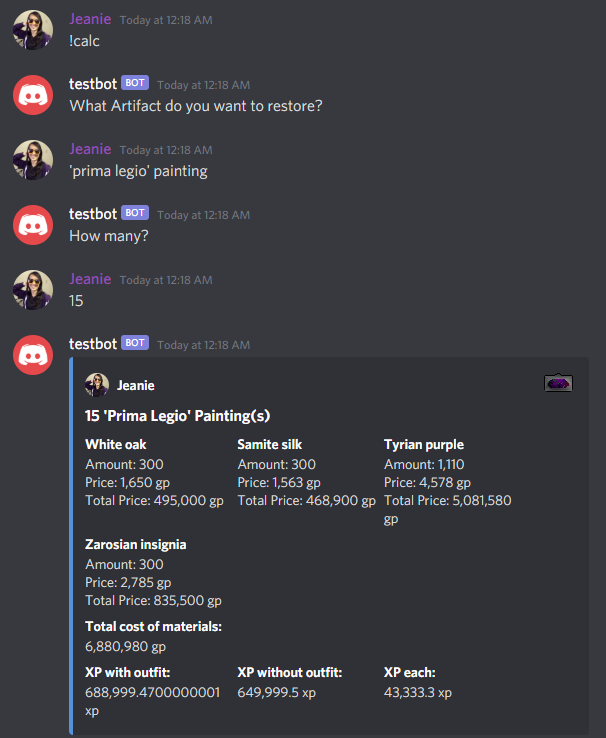 Jeanie Today at 12:18 AM
!calc
testbot BOT Today at 12:18 AM
What Artifact do you want to restore?
Jeanie Today at 12:18 AM
'prima legio' painting
testbot BOT Today at 12:18 AM
How many?
Jeanie Today at 12:18 AM
15
testbot BOT Today at 12:18 AM
Jeanie
15 'Prima Legio' Painting(s)
White oak
Amount: 300
Price: 1,650 gp
Total Price: 495,000 gp
Samite silk
Amount: 300
Price: 1,563 gp
Total Price: 468,900 gp
Tyrian purple
Amount: 1,110
Price: 4,578 gp
Total Price: 5,081,580
gp
Zarosian insignia
Amount: 300
Price: 2,785 gp
Total Price: 835,500 gp
Total cost of materials:
6,880,980 gp
XP with outfit:
688,999.4700000001
xp
XP without outfit:
649,999.5 xp
XP each:
43,333.3 xp